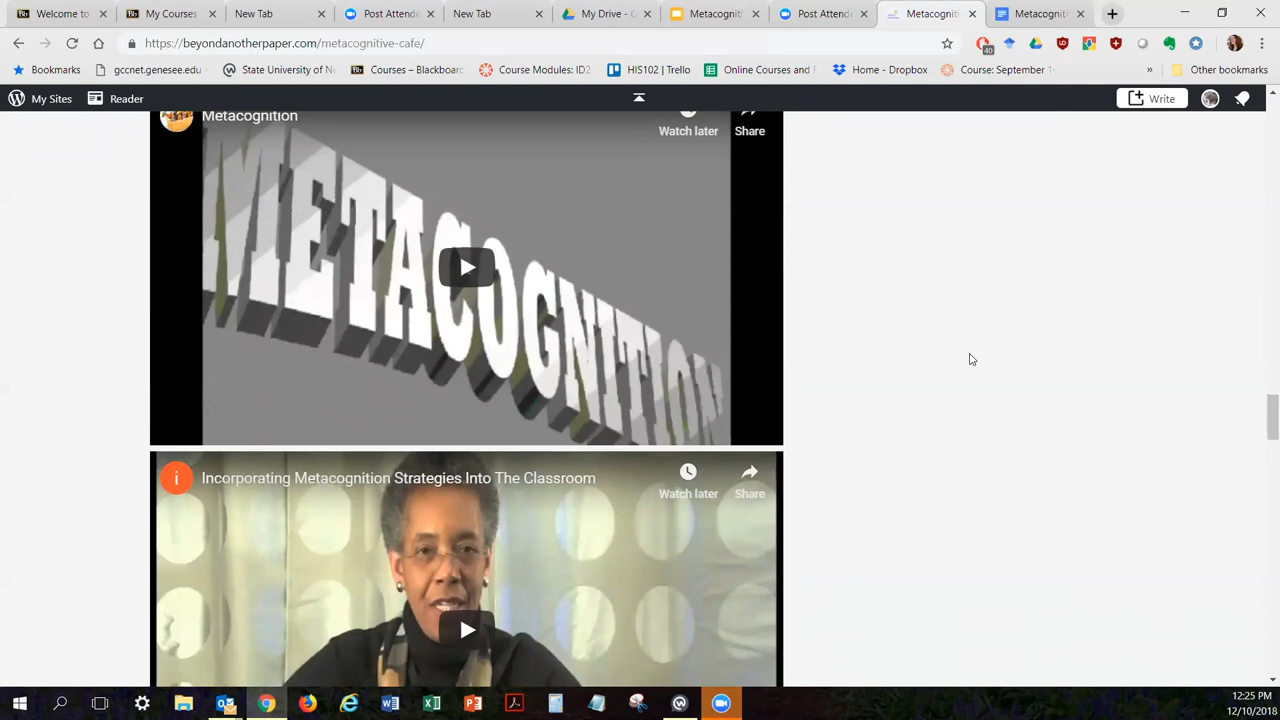 Welcome to
My Courses
New Tab
Post Attend
New Tab
My Drive - G
Metacogniti
Post Attend
Metacogniti
Metacogniti
https://beyondanotherpaper.com/metacognitive-cafe/
40
Bookmarks
gccnet.genesee.edu -
State University of N
Courses – Blackboar
Course Modules: ID2
HIS102 | Trello
Online Courses and F
Home - Dropbox
Course: September 1
»
Other bookmarks
My Sites
Reader
Write
Metacognition
Watch later
Share
METACOGNITION
i
Incorporating Metacognition Strategies Into The Classroom
Watch later
Share
12:25 PM
12/10/2018